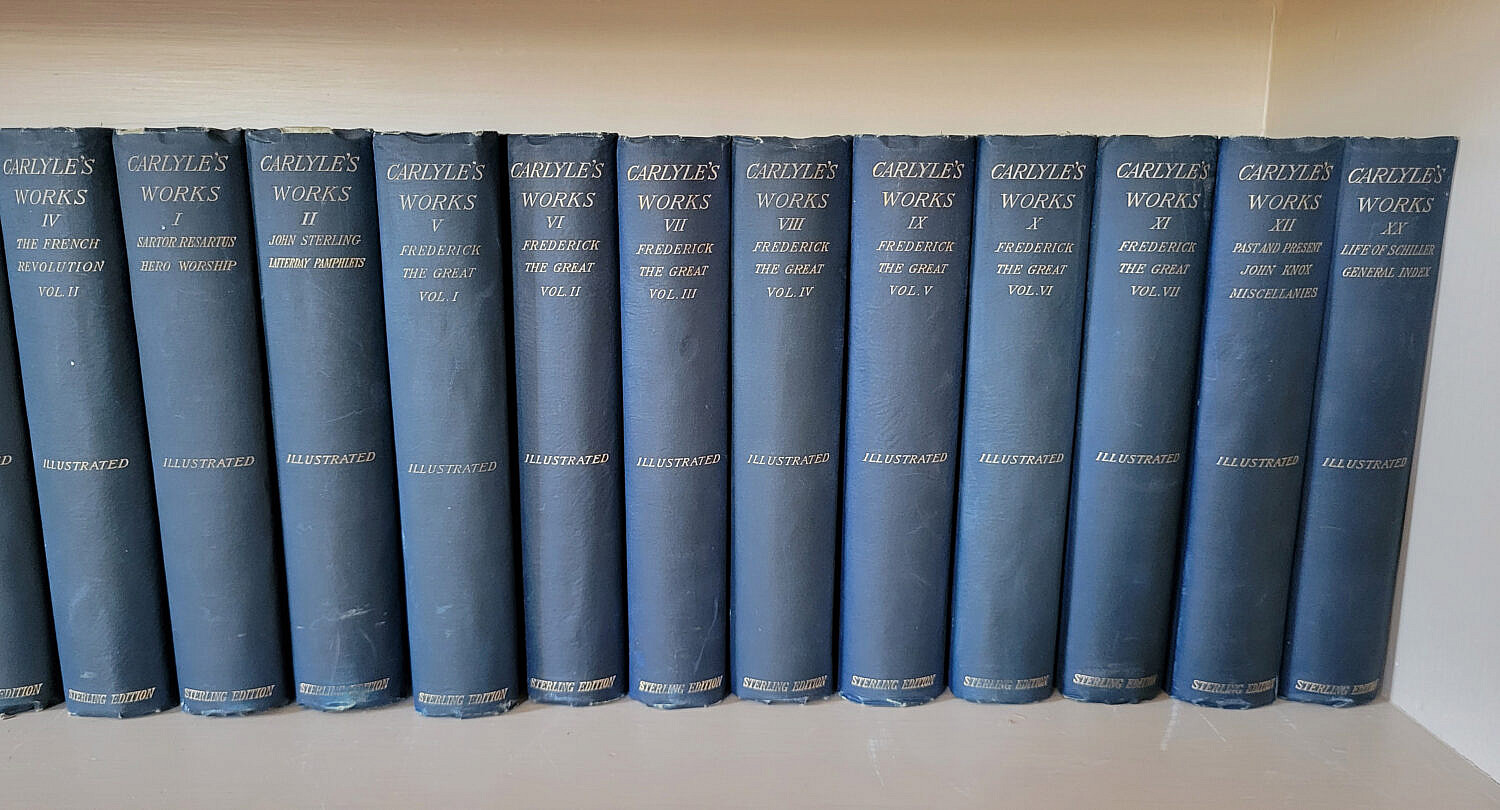 D
EDITION
CARLYLE'S
WORKS
IV
THE FRENCH
REVOLUTION
VOL. II
ILLUSTRATED
STERLING EDITION
CARLYLE'S
WORKS
I
SARTOR RESARTUS
HERO WORSHIP
ILLUSTRATED
STERLING EDITION
CARLYLE'S
WORKS
II
JOHN STERLING
LATTERDAY PAMPHLETS
ILLUSTRATED
STERLING EDITION
CARLYLE'S
WORKS
V
FREDERICK
THE GREAT
VOL. I
ILLUSTRATED
STERLING EDITION
CARLYLE'S
WORKS
VI
FREDERICK
THE GREAT
VOL. II
ILLUSTRATED
STERLING EDITION
CARLYLE'S
WORKS
VII
FREDERICK
THE GREAT
VOL. III
ILLUSTRATED
STERLING EDITION
CARLYLE'S
WORKS
VIII
FREDERICK
THE GREAT
VOL. IV
ILLUSTRATED
STERLING EDITION
CARLYLE'S
WORKS
IX
FREDERICK
THE GREAT
VOL. V
ILLUSTRATED
STERLING EDITION
CARLYLE'S
WORKS
X
FREDERICK
THE GREAT
VOL. VI
ILLUSTRATED
STERLING EDITION
CARLYLE'S
WORKS
XI
FREDERICK
THE GREAT
VOL. VII
ILLUSTRATED
STERLING EDITION
CARLYLE'S
WORKS
XII
PAST AND PRESENT
JOHN KNOX
MISCELLANIES
ILLUSTRATED
STERLING EDITION
CARLYLE'S
WORKS
XX
LIFE OF SCHILLER
GENERAL INDEX
ILLUSTRATED
STERLING EDITION